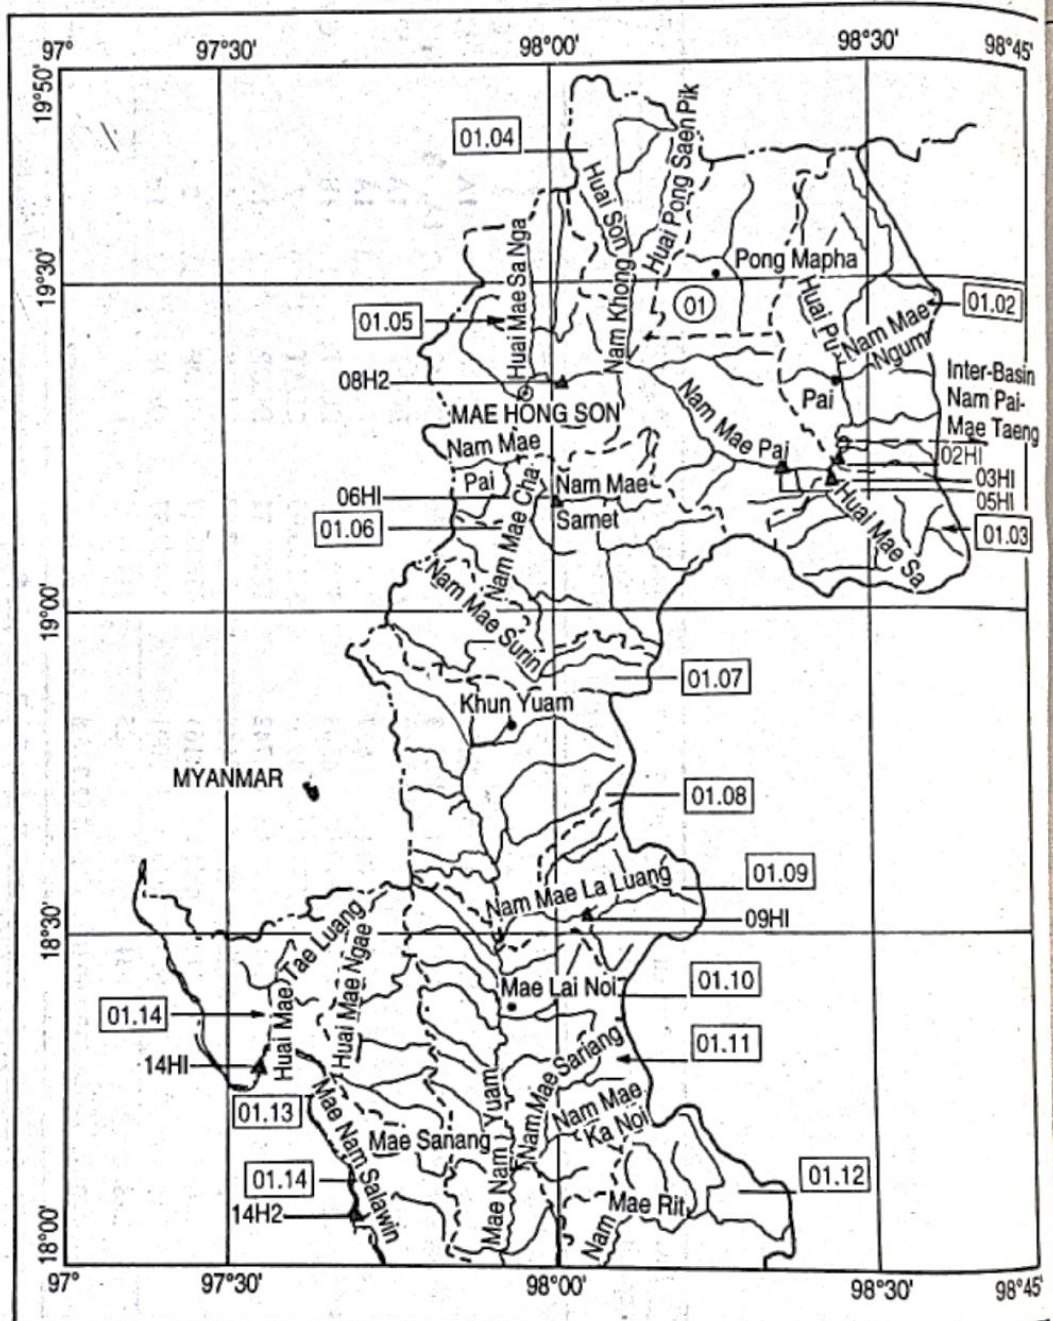 97°
97°30'
98°00'
98°30'
98°45'
19°50'
01.04
Huai Son
Huai Pong Saen Pik
Huai Mae Sa Nga
Pong Mapha
19°30'
01
01.02
01.05
Nam Khong
Huai Pu
Nam Mae
Ngum
08H2
Inter-Basin
Nam Pai-
Mae Taeng
MAE HONG SON
Pai
Nam Mae Pai
Nam Mae
Pai
02HI
03HI
05HI
Nam Mae Cha
Nam Mae
Samet
06HI
01.06
Huai Mae Sa
01.03
Nam Mae Surin
19°00'
01.07
Khun Yuam
MYANMAR
01.08
Nam Mae La Luang
01.09
09HI
18°30'
Huai Mae Tae Luang
Huai Mae Ngae
Mae Lai Noi
01.10
01.14
01.11
14HI
Nam Mae Sariang
01.13
Mae Nam Salawin
Nam Mae
Ka Noi
Mae Sanang
Mae Nam Yuam
01.14
14H2
Nam
Mae Rit
01.12
18°00'
97°
97°30'
98°00'
98°30'
98°45'